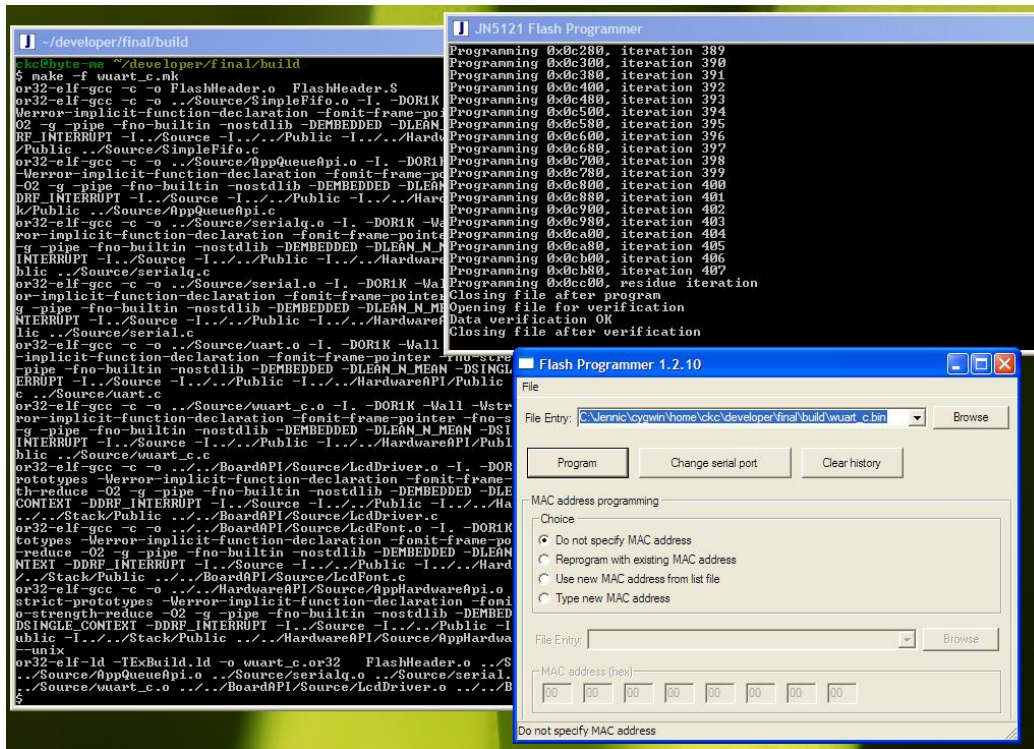 ~/developer/final/build
ckc@byte-me ~/developer/final/build
$ make -f wuart_c.mk
or32-elf-gcc -c -o FlashHeader.o FlashHeader.S
or32-elf-gcc -c -o ../Source/SimpleFifo.o -I. -DOR1K
Werror-implicit-function-declaration -fomit-frame-poi
O2 -g -pipe -fno-builtin -nostdlib -DEMBEDDED -DLEAN_
RF_INTERRUPT -I../Source -I../../Public -I../../Hardw
/Public ../Source/SimpleFifo.c
or32-elf-gcc -c -o ../Source/AppQueueApi.o -I. -DOR1K
-Werror-implicit-function-declaration -fomit-frame-po
-O2 -g -pipe -fno-builtin -nostdlib -DEMBEDDED -DLEAN
DRF_INTERRUPT -I../Source -I../../Public -I../../Hard
k/Public ../Source/AppQueueApi.c
or32-elf-gcc -c -o ../Source/serialq.o -I. -DOR1K -Wa
ror-implicit-function-declaration -fomit-frame-pointe
-g -pipe -fno-builtin -nostdlib -DEMBEDDED -DLEAN_N_M
INTERRUPT -I../Source -I../../Public -I../../Hardware
blic ../Source/serialq.c
or32-elf-gcc -c -o ../Source/serial.o -I. -DOR1K -Wal
or-implicit-function-declaration -fomit-frame-pointer
g -pipe -fno-builtin -nostdlib -DEMBEDDED -DLEAN_N_ME
NTERRUPT -I../Source -I../../Public -I../../HardwareA
lic ../Source/serial.c
or32-elf-gcc -c -o ../Source/uart.o -I. -DOR1K -Wall
-implicit-function-declaration -fomit-frame-pointer -fno-stre
-pipe -fno-builtin -nostdlib -DEMBEDDED -DLEAN_N_MEAN -DSINGL
ERRUPT -I../Source -I../../Public -I../../HardwareAPI/Public
c ../Source/uart.c
or32-elf-gcc -c -o ../Source/wuart_c.o -I. -DOR1K -Wall -Wstr
ror-implicit-function-declaration -fomit-frame-pointer -fno-s
-g -pipe -fno-builtin -nostdlib -DEMBEDDED -DLEAN_N_MEAN -DSI
INTERRUPT -I../Source -I../../Public -I../../HardwareAPI/Publ
blic ../Source/wuart_c.c
or32-elf-gcc -c -o ../../BoardAPI/Source/LcdDriver.o -I. -DOR
rototypes -Werror-implicit-function-declaration -fomit-frame-
th-reduce -O2 -g -pipe -fno-builtin -nostdlib -DEMBEDDED -DLE
CONTEXT -DDRF_INTERRUPT -I../Source -I../../Public -I../../Ha
../../Stack/Public ../../BoardAPI/Source/LcdDriver.c
or32-elf-gcc -c -o ../../BoardAPI/Source/LcdFont.o -I. -DOR1K
totypes -Werror-implicit-function-declaration -fomit-frame-po
-reduce -O2 -g -pipe -fno-builtin -nostdlib -DEMBEDDED -DLEAN
NTEXT -DDRF_INTERRUPT -I../Source -I../../Public -I../../Hard
/../Stack/Public ../../BoardAPI/Source/LcdFont.c
or32-elf-gcc -c -o ../../HardwareAPI/Source/AppHardwareApi.o
strict-prototypes -Werror-implicit-function-declaration -fomi
o-strength-reduce -O2 -g -pipe -fno-builtin -nostdlib -DEMBED
DSINGLE_CONTEXT -DDRF_INTERRUPT -I../Source -I../../Public -I
ublic -I../../Stack/Public ../../HardwareAPI/Source/AppHardwa
--unix
or32-elf-ld -TExBuild.ld -o wuart_c.or32 FlashHeader.o ../S
../Source/AppQueueApi.o ../Source/serialq.o ../Source/serial.
../Source/wuart_c.o ../../BoardAPI/Source/LcdDriver.o ../../B
$
JN5121 Flash Programmer
Programming 0x0c280, iteration 389
Programming 0x0c300, iteration 390
Programming 0x0c380, iteration 391
Programming 0x0c400, iteration 392
Programming 0x0c480, iteration 393
Programming 0x0c500, iteration 394
Programming 0x0c580, iteration 395
Programming 0x0c600, iteration 396
Programming 0x0c680, iteration 397
Programming 0x0c700, iteration 398
Programming 0x0c780, iteration 399
Programming 0x0c800, iteration 400
Programming 0x0c880, iteration 401
Programming 0x0c900, iteration 402
Programming 0x0c980, iteration 403
Programming 0x0ca00, iteration 404
Programming 0x0ca80, iteration 405
Programming 0x0cb00, iteration 406
Programming 0x0cb80, iteration 407
Programming 0x0cc00, residue iteration
Closing file after program
Opening file for verification
Data verification OK
Closing file after verification
Flash Programmer 1.2.10
File
File Entry: C:\Jennic\cygwin\home\ckc\developer\final\build\wuart_c.bin Browse
Program Change serial port Clear history
MAC address programming
Choice
Do not specify MAC address
Reprogram with existing MAC address
Use new MAC address from list file
Type new MAC address
File Entry: Browse
MAC address (hex)
00 00 00 00 00 00 00 00
Do not specify MAC address